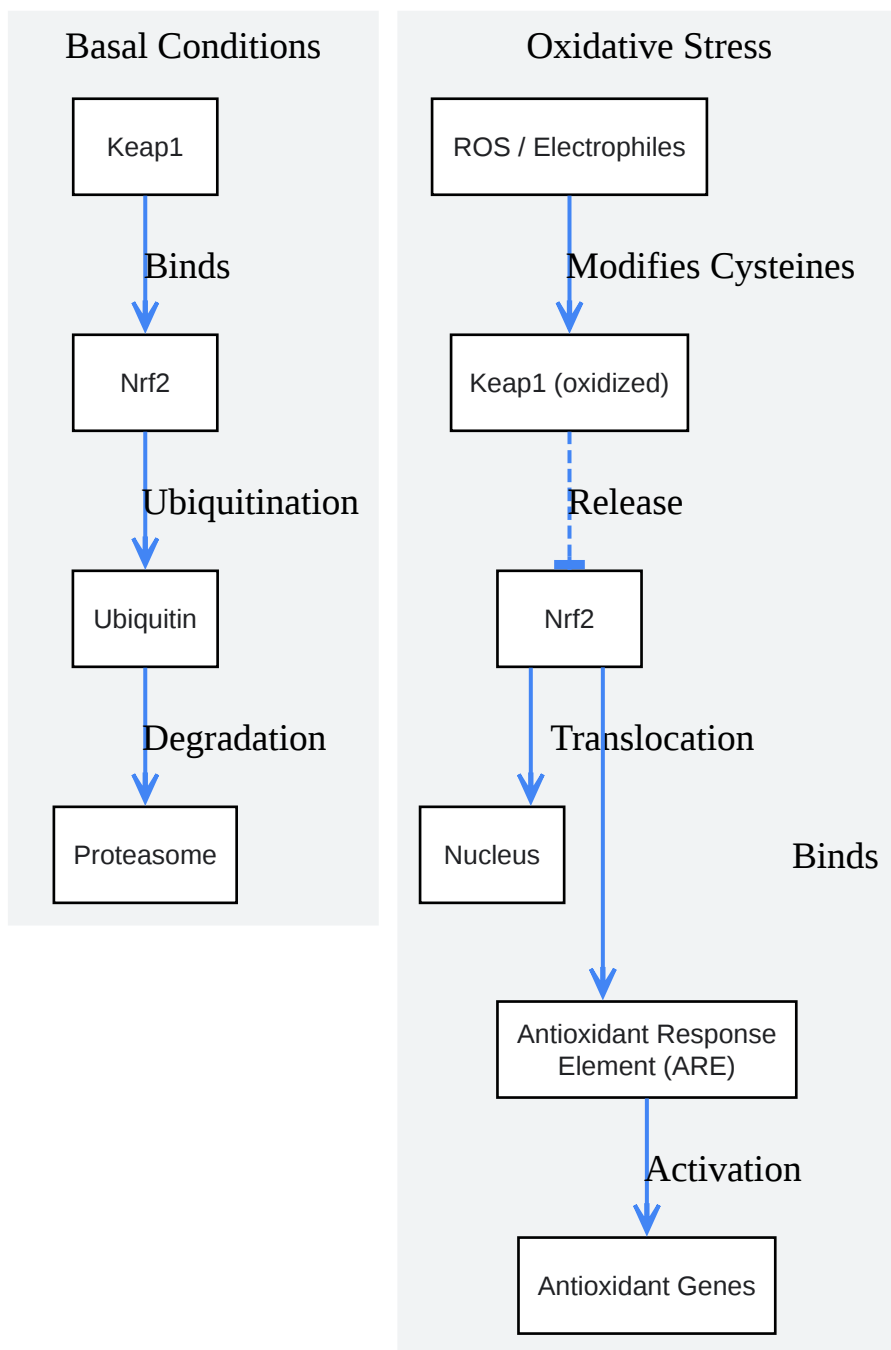 Basal Conditions
Keap1
Binds
Nrf2
Ubiquitination
Ubiquitin
Degradation
Proteasome
Oxidative Stress
ROS / Electrophiles
Modifies Cysteines
Keap1 (oxidized)
Release
Nrf2
Translocation
Nucleus
Binds
Antioxidant Response
Element (ARE)
Activation
Antioxidant Genes